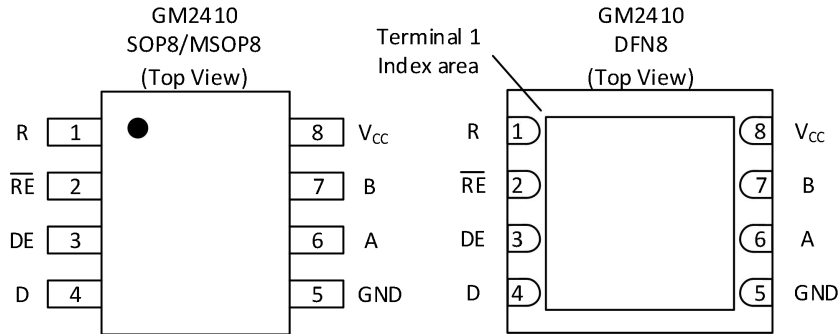 GM2410
SOP8/MSOP8
(Top View)
R 1 8 VCC
RE 2 7 B
DE 3 6 A
D 4 5 GND
GM2410
DFN8
(Top View)
Terminal 1
Index area
R 1 8 VCC
RE 2 7 B
DE 3 6 A
D 4 5 GND